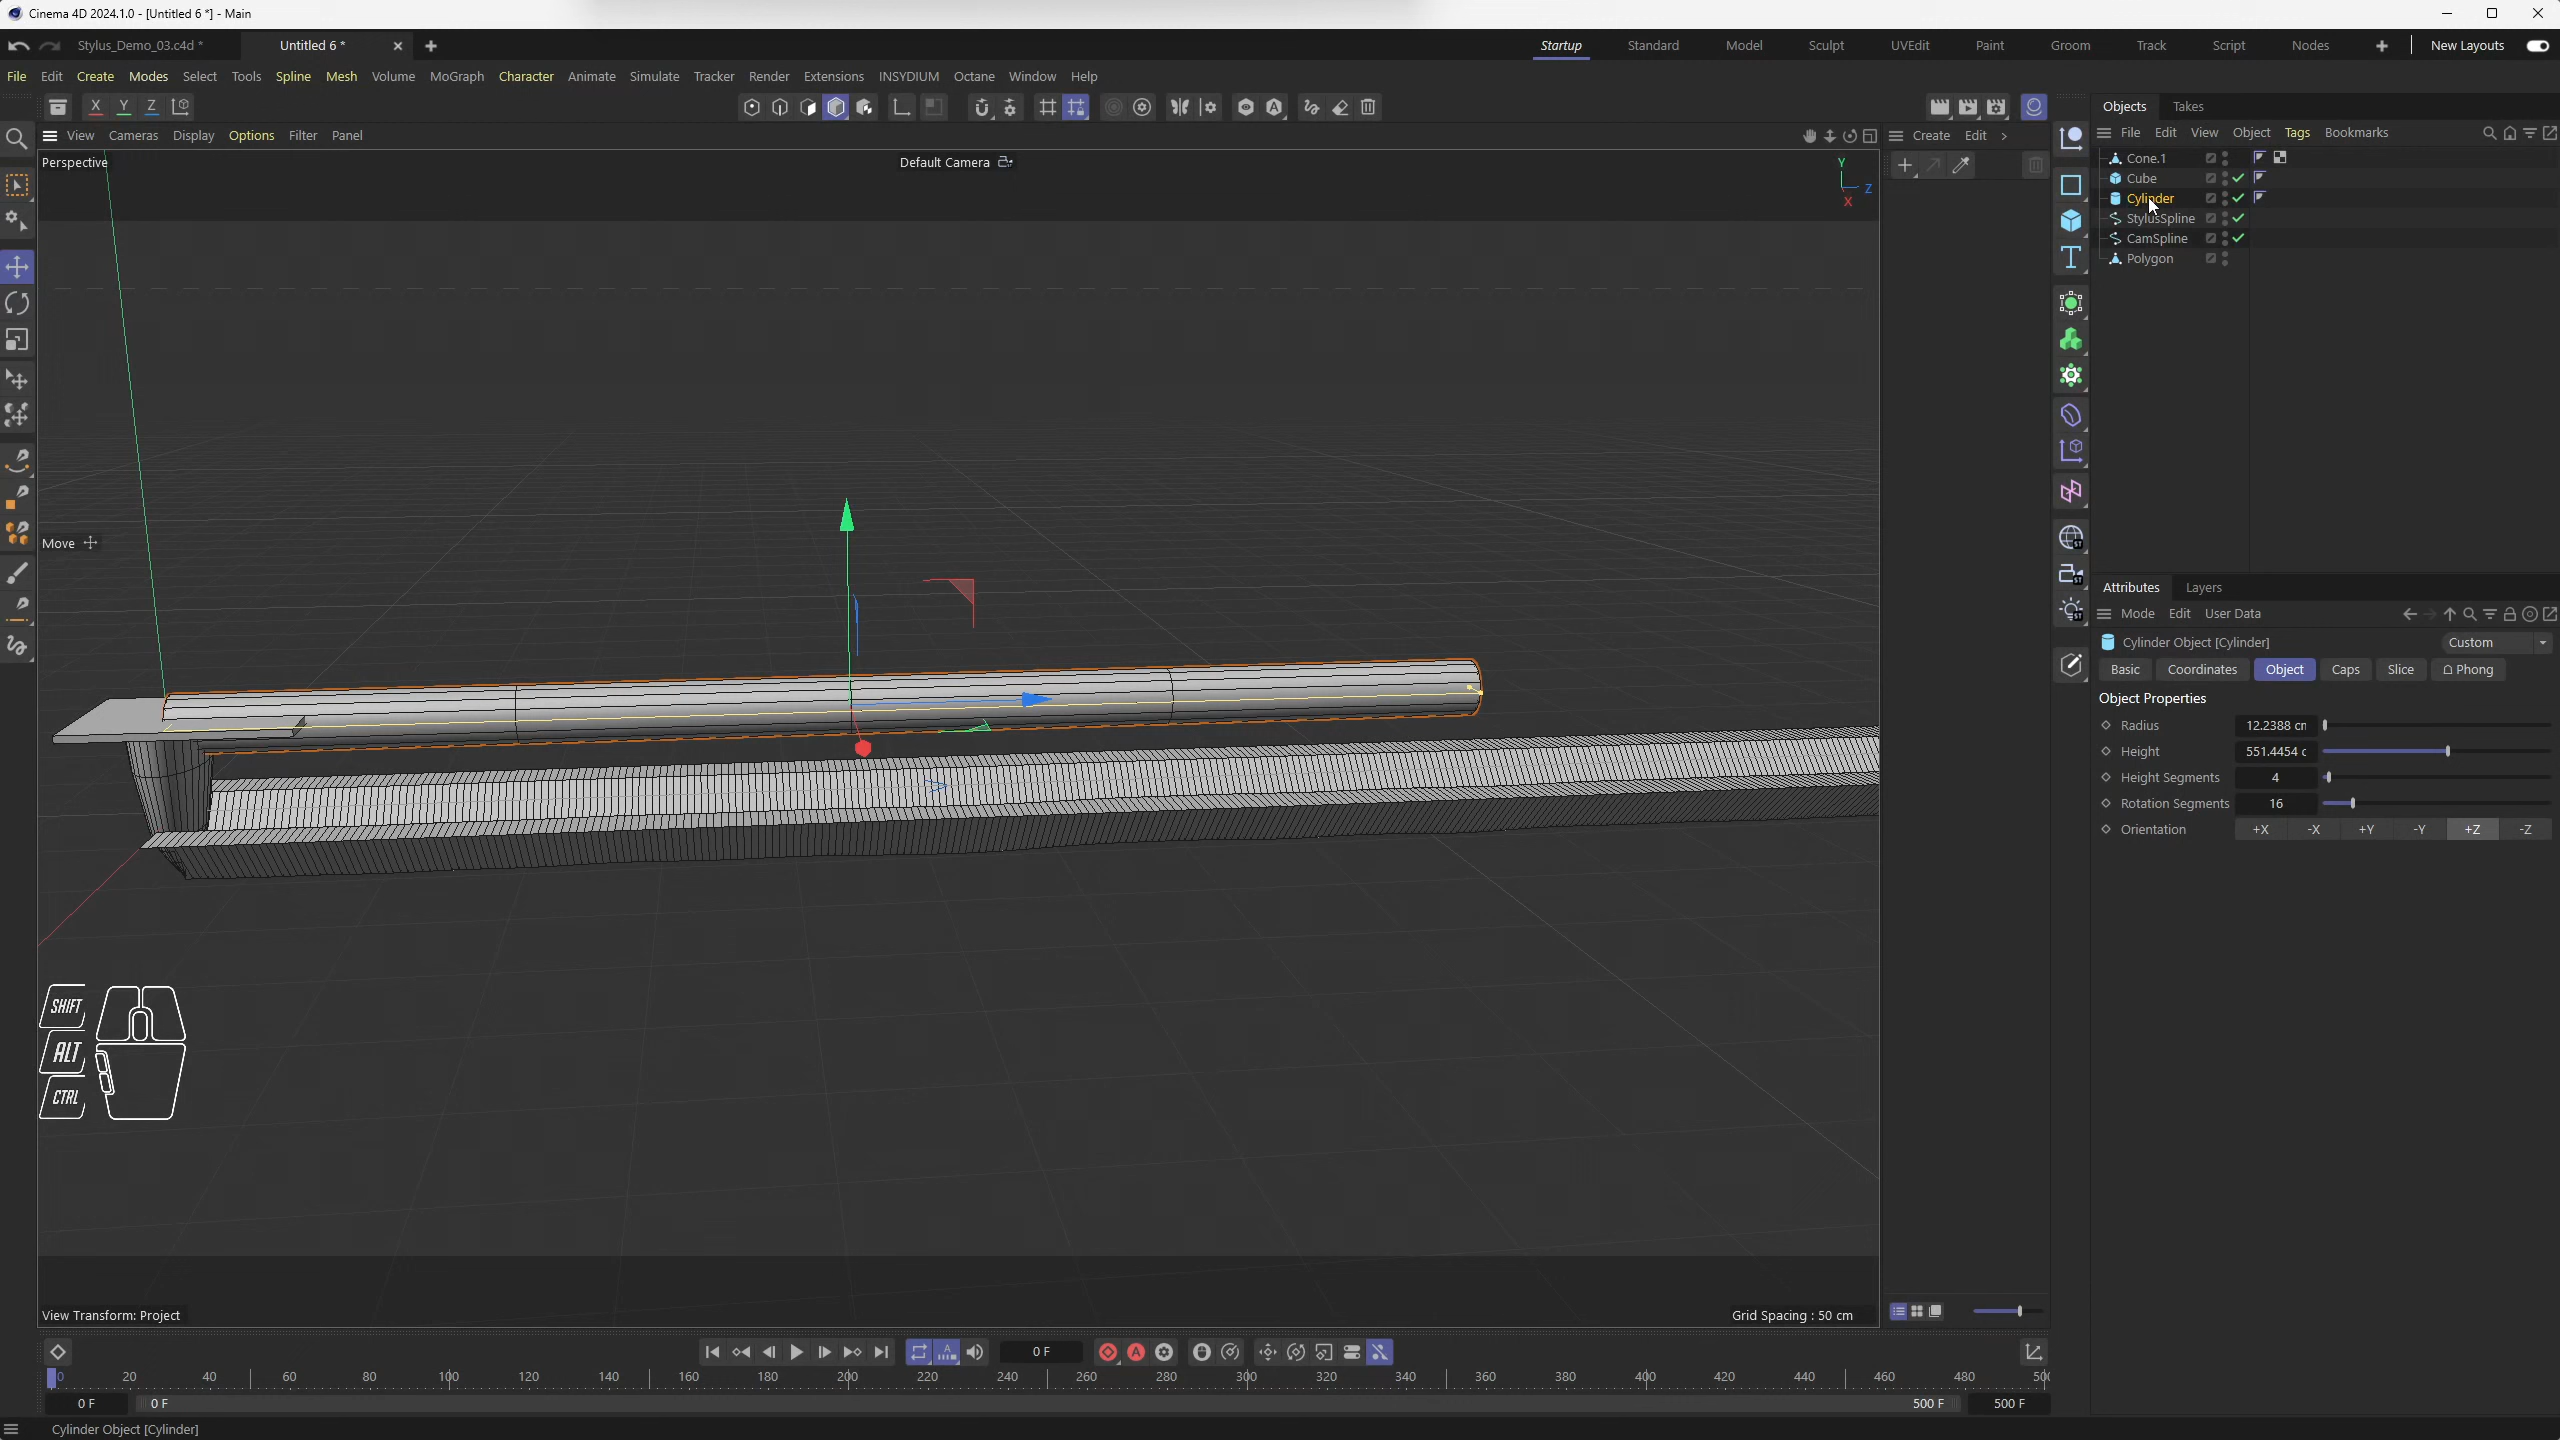 Cinema 4D 2024.1.0 - [Untitled 6 *] - Main
Stylus_Demo_03.c4d *
Untitled 6 *
Startup Standard Model Sculpt UVEdit Paint Groom Track Script Nodes New Layouts
File Edit Create Modes Select Tools Spline Mesh Volume MoGraph Character Animate Simulate Tracker Render Extensions INSYDIUM Octane Window Help
X Y Z
Objects Takes
View Cameras Display Options Filter Panel
Create Edit
File Edit View Object Tags Bookmarks
Perspective
Default Camera
Y
Z
X
Cone.1
Cube
Cylinder
StylusSpline
CamSpline
Polygon
Move
Attributes Layers
Mode Edit User Data
Cylinder Object [Cylinder]
Custom
Basic Coordinates Object Caps Slice Phong
Object Properties
Radius 12.2388 cm
Height 551.4454 c
Height Segments 4
Rotation Segments 16
Orientation +X -X +Y -Y +Z -Z
SHIFT
ALT
CTRL
View Transform: Project
Grid Spacing : 50 cm
0 F
0 20 40 60 80 100 120 140 160 180 200 220 240 260 280 300 320 340 360 380 400 420 440 460 480 50
0 F 0 F 500 F 500 F
Cylinder Object [Cylinder]